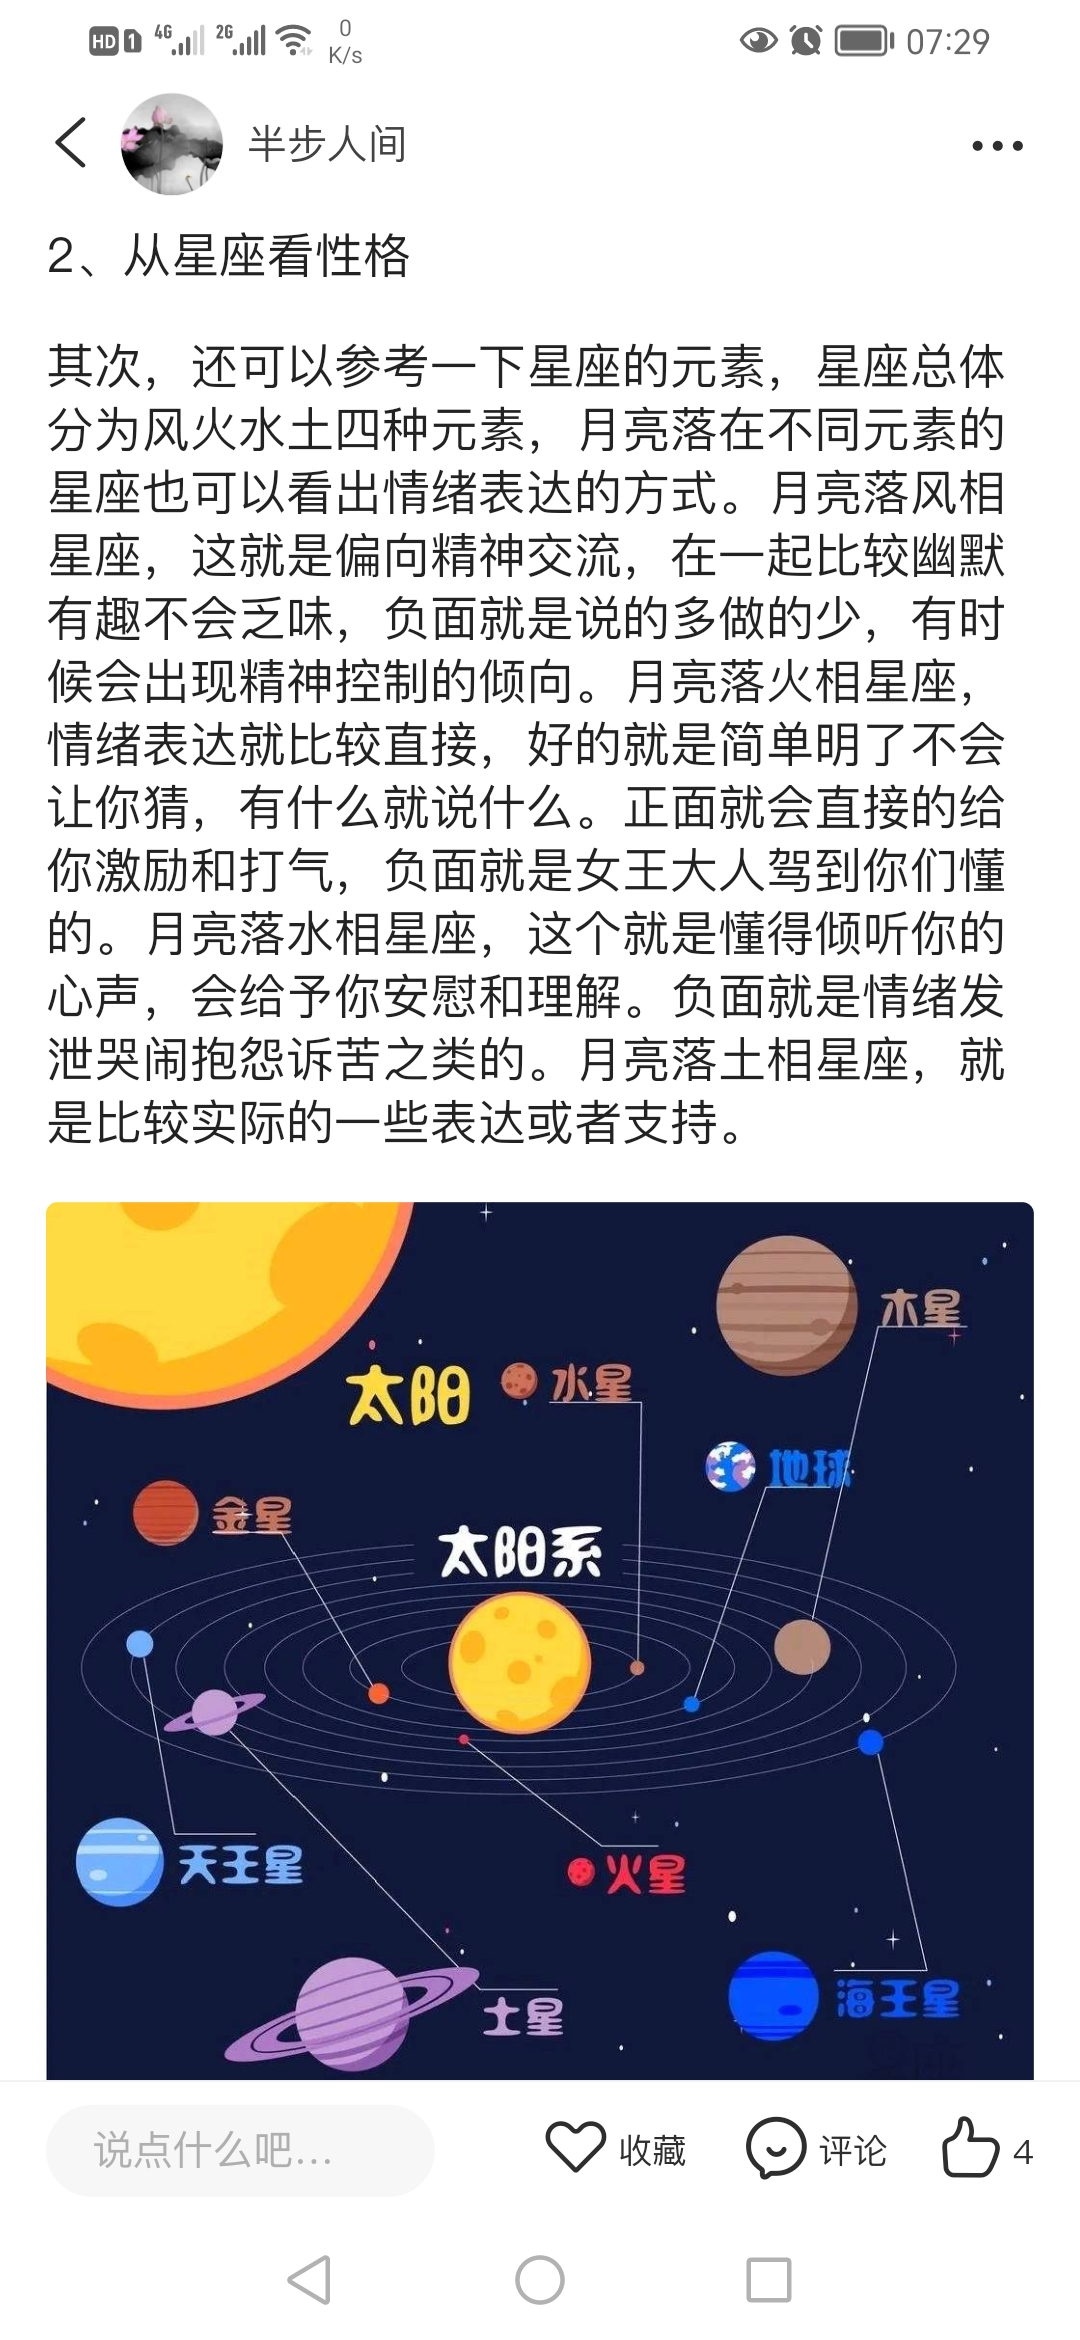 HD 1 4G 2G 0 K/s 07:29
半步人间
2、从星座看性格
其次，还可以参考一下星座的元素，星座总体
分为风火水土四种元素，月亮落在不同元素的
星座也可以看出情绪表达的方式。月亮落风相
星座，这就是偏向精神交流，在一起比较幽默
有趣不会乏味，负面就是说的多做的少，有时
候会出现精神控制的倾向。月亮落火相星座，
情绪表达就比较直接，好的就是简单明了不会
让你猜，有什么就说什么。正面就会直接的给
你激励和打气，负面就是女王大人驾到你们懂
的。月亮落水相星座，这个就是懂得倾听你的
心声，会给予你安慰和理解。负面就是情绪发
泄哭闹抱怨诉苦之类的。月亮落土相星座，就
是比较实际的一些表达或者支持。
木星
太阳
水星
地球
金星
太阳系
天王星
火星
土星
海王星
说点什么吧...
收藏
评论
4